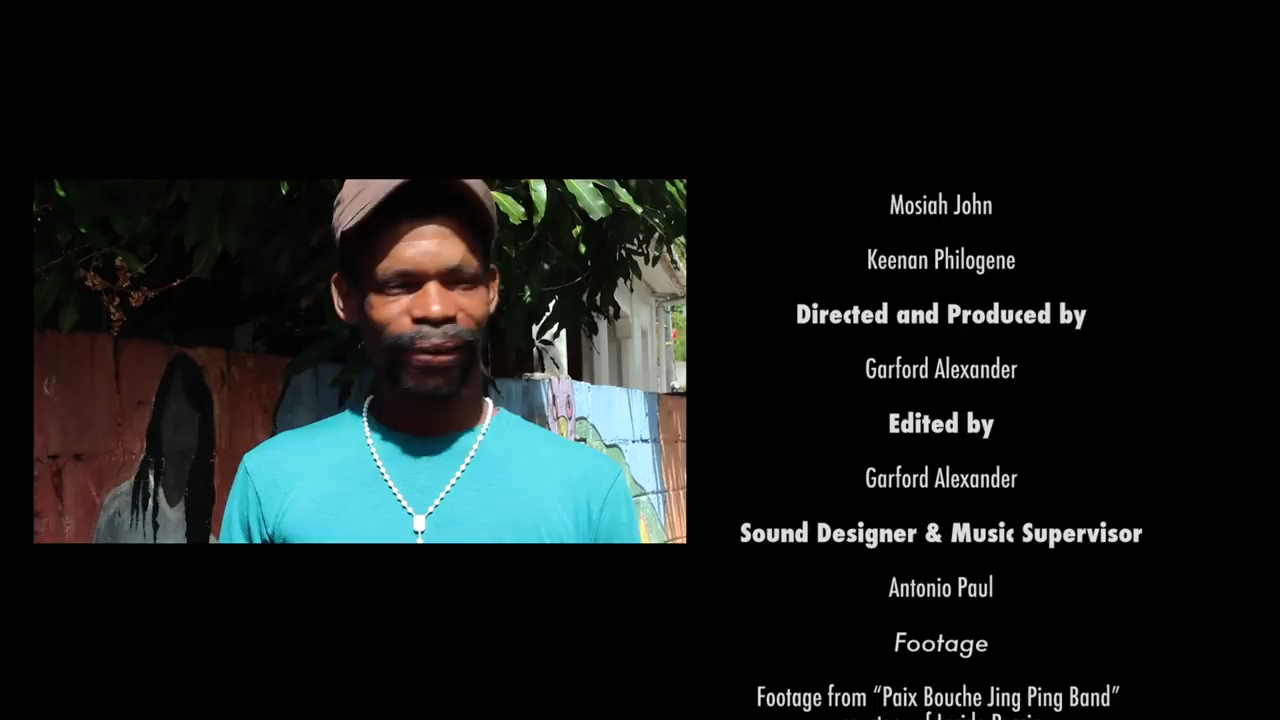 Mosiah John
Keenan Philogene
Directed and Produced by
Garford Alexander
Edited by
Garford Alexander
Sound Designer & Music Supervisor
Antonio Paul
Footage
Footage from “Paix Bouche Jing Ping Band”